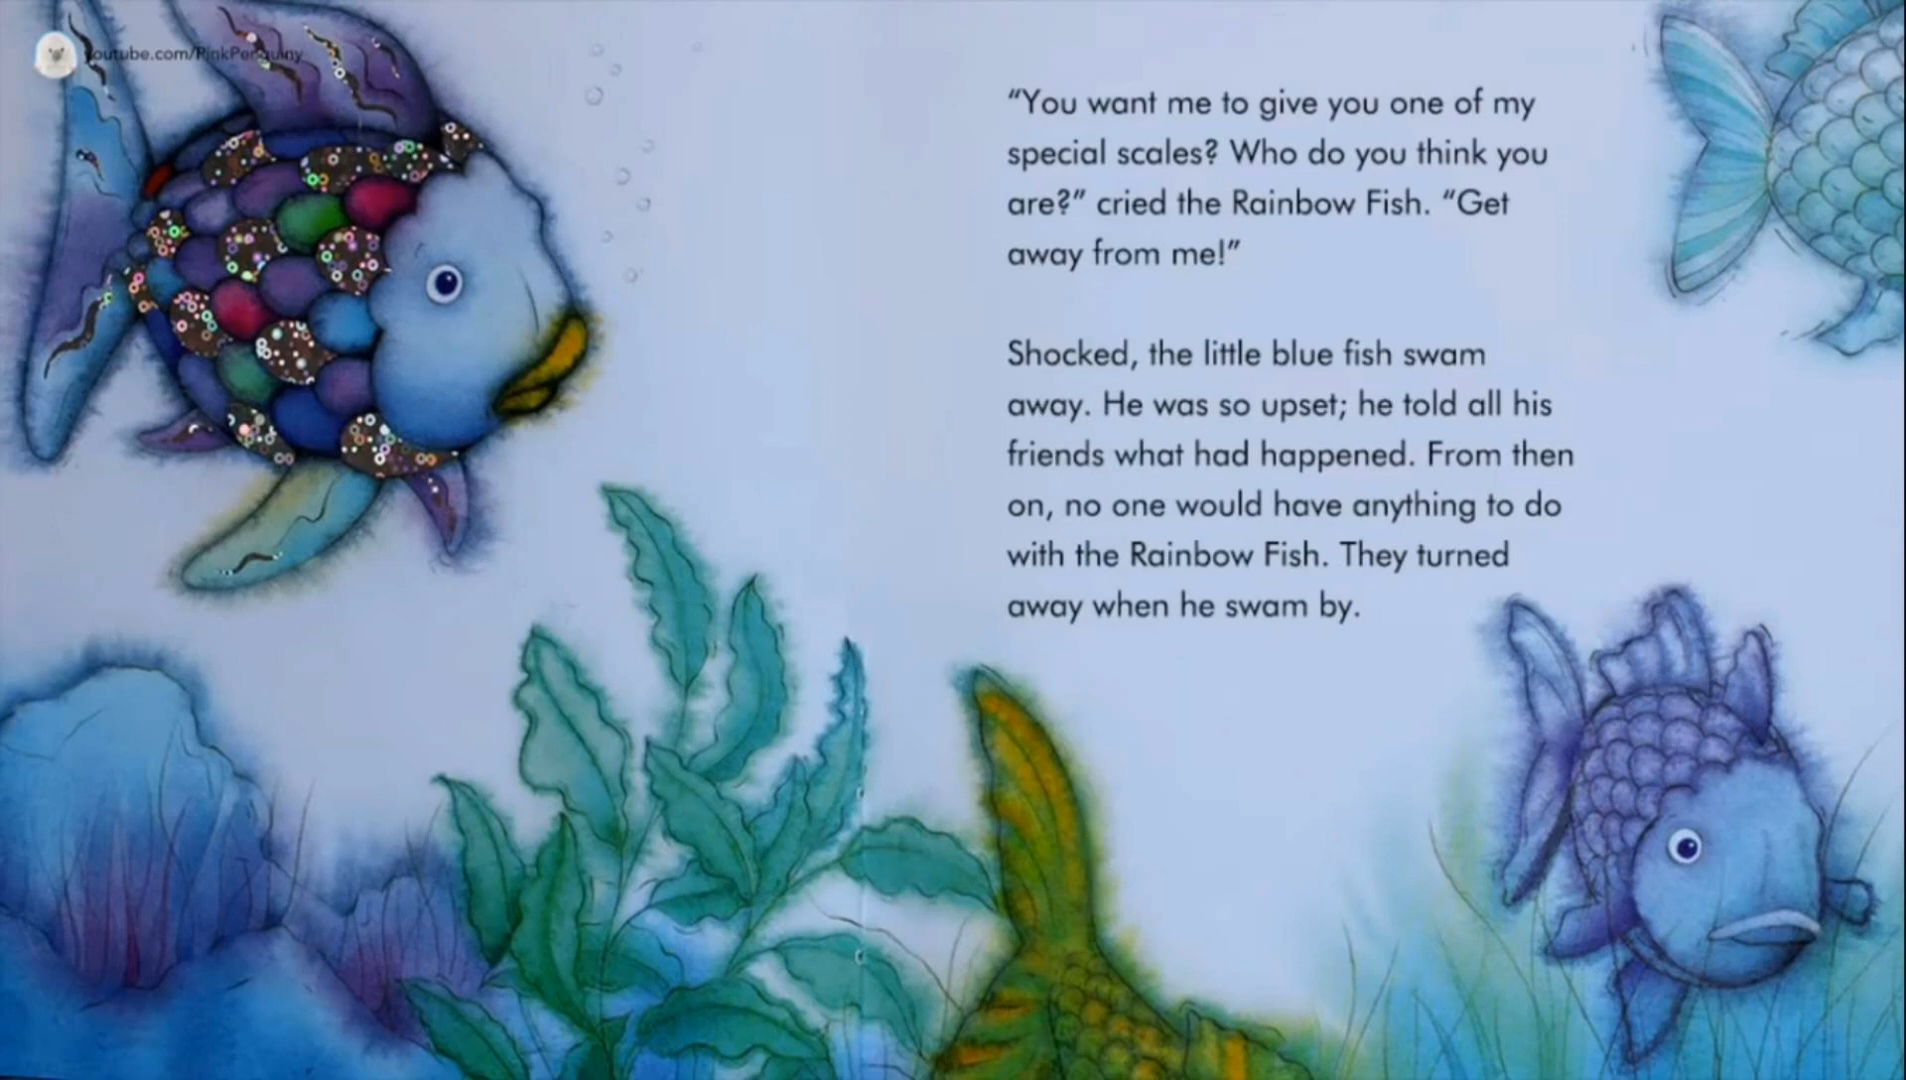 youtube.com/PinkPenguiny
“You want me to give you one of my
special scales? Who do you think you
are?” cried the Rainbow Fish. “Get
away from me!”
Shocked, the little blue fish swam
away. He was so upset; he told all his
friends what had happened. From then
on, no one would have anything to do
with the Rainbow Fish. They turned
away when he swam by.